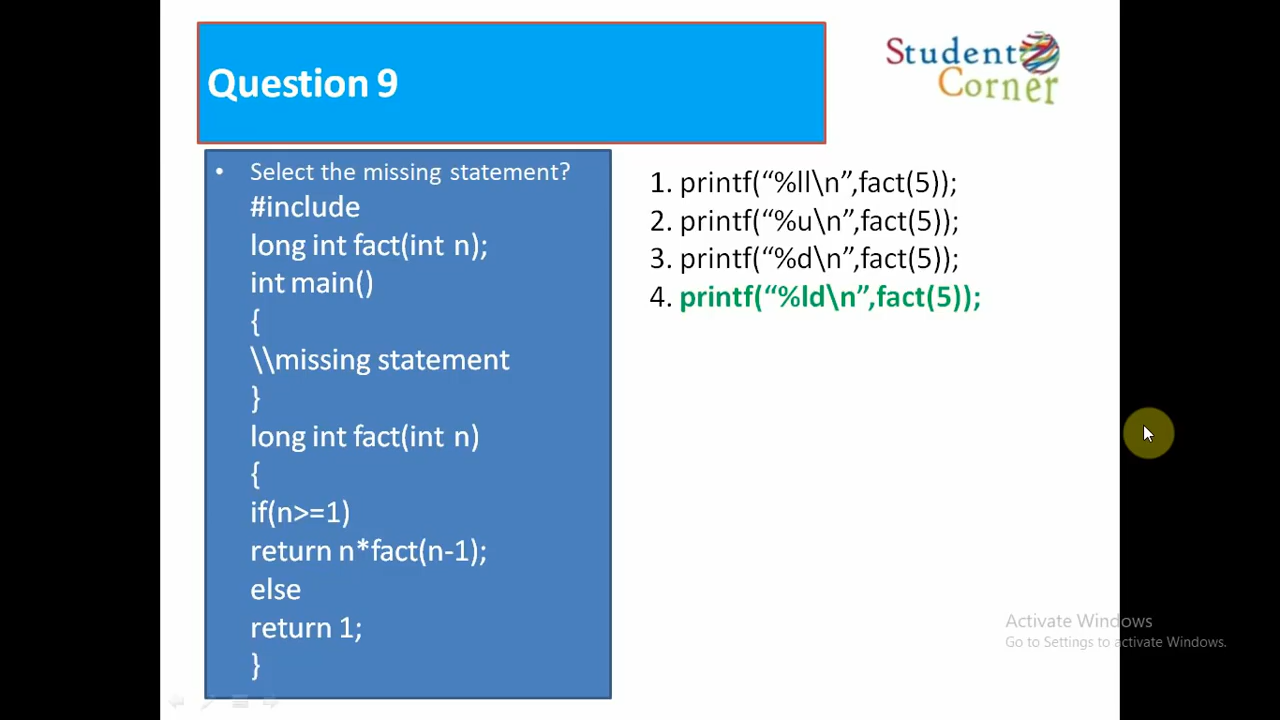 Question 9
Student
Corner
• Select the missing statement?
#include
long int fact(int n);
int main()
{
\\missing statement
}
long int fact(int n)
{
if(n>=1)
return n*fact(n-1);
else
return 1;
}
1. printf(“%ll\n”,fact(5));
2. printf(“%u\n”,fact(5));
3. printf(“%d\n”,fact(5));
4. printf(“%ld\n”,fact(5));
Activate Windows
Go to Settings to activate Windows.